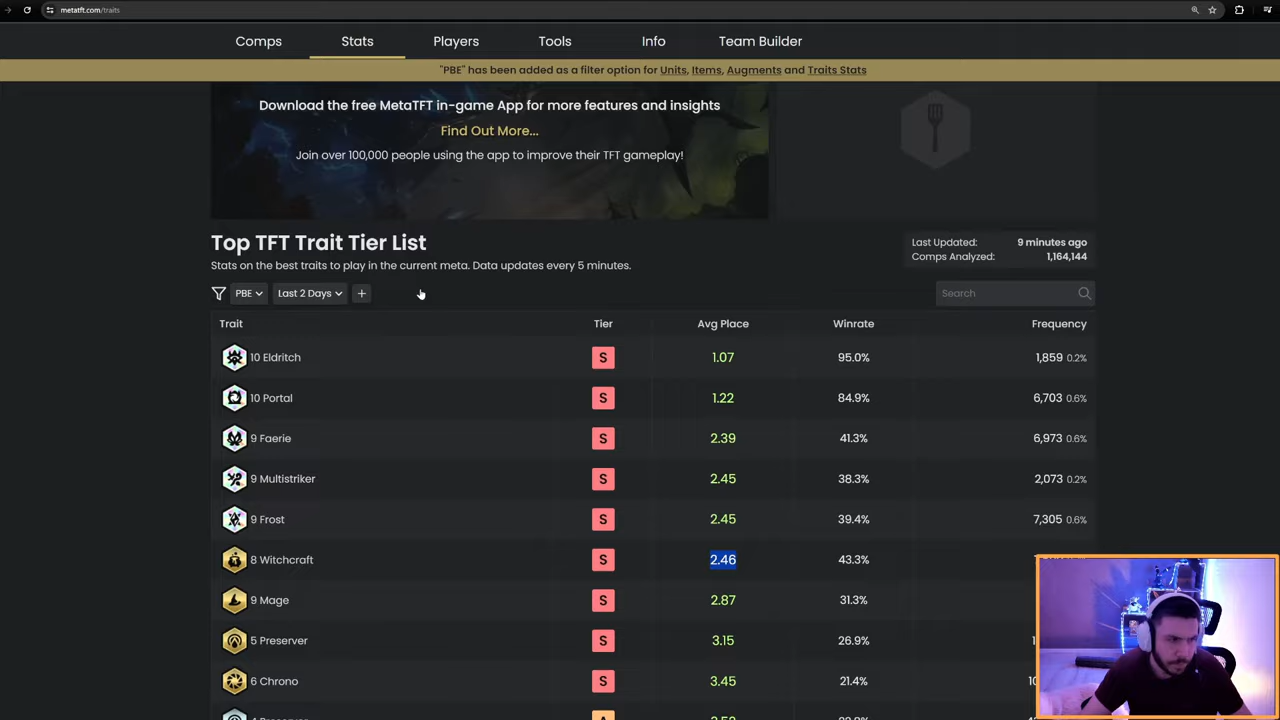 metatft.com/traits
Comps Stats Players Tools Info Team Builder
"PBE" has been added as a filter option for Units, Items, Augments and Traits Stats
Download the free MetaTFT in-game App for more features and insights
Find Out More...
Join over 100,000 people using the app to improve their TFT gameplay!
Top TFT Trait Tier List
Last Updated: 9 minutes ago
Stats on the best traits to play in the current meta. Data updates every 5 minutes.
Comps Analyzed: 1,164,144
PBE Last 2 Days + Search
Trait Tier Avg Place Winrate Frequency
10 Eldritch S 1.07 95.0% 1,859 0.2%
10 Portal S 1.22 84.9% 6,703 0.6%
9 Faerie S 2.39 41.3% 6,973 0.6%
9 Multistriker S 2.45 38.3% 2,073 0.2%
9 Frost S 2.45 39.4% 7,305 0.6%
8 Witchcraft S 2.46 43.3%
9 Mage S 2.87 31.3%
5 Preserver S 3.15 26.9%
6 Chrono S 3.45 21.4%